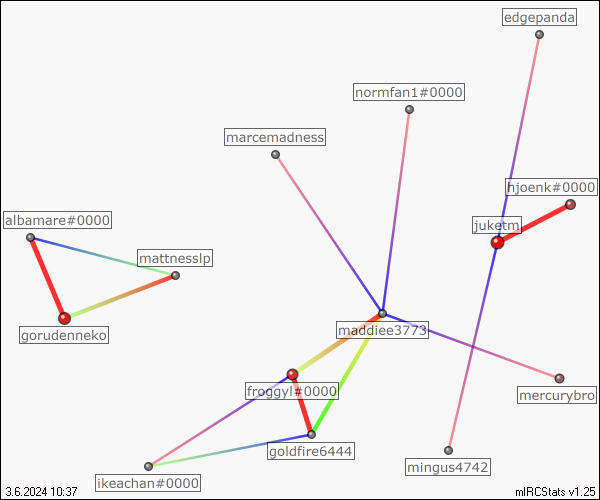 edgepanda
normfan1#0000
marcemadness
hjoenk#0000
albamare#0000
juketm
mattnesslp
maddiee3773
gorudenneko
froggyl#0000
mercurybro
goldfire6444
mingus4742
ikeachan#0000
3.6.2024 10:37
mIRCStats v1.25